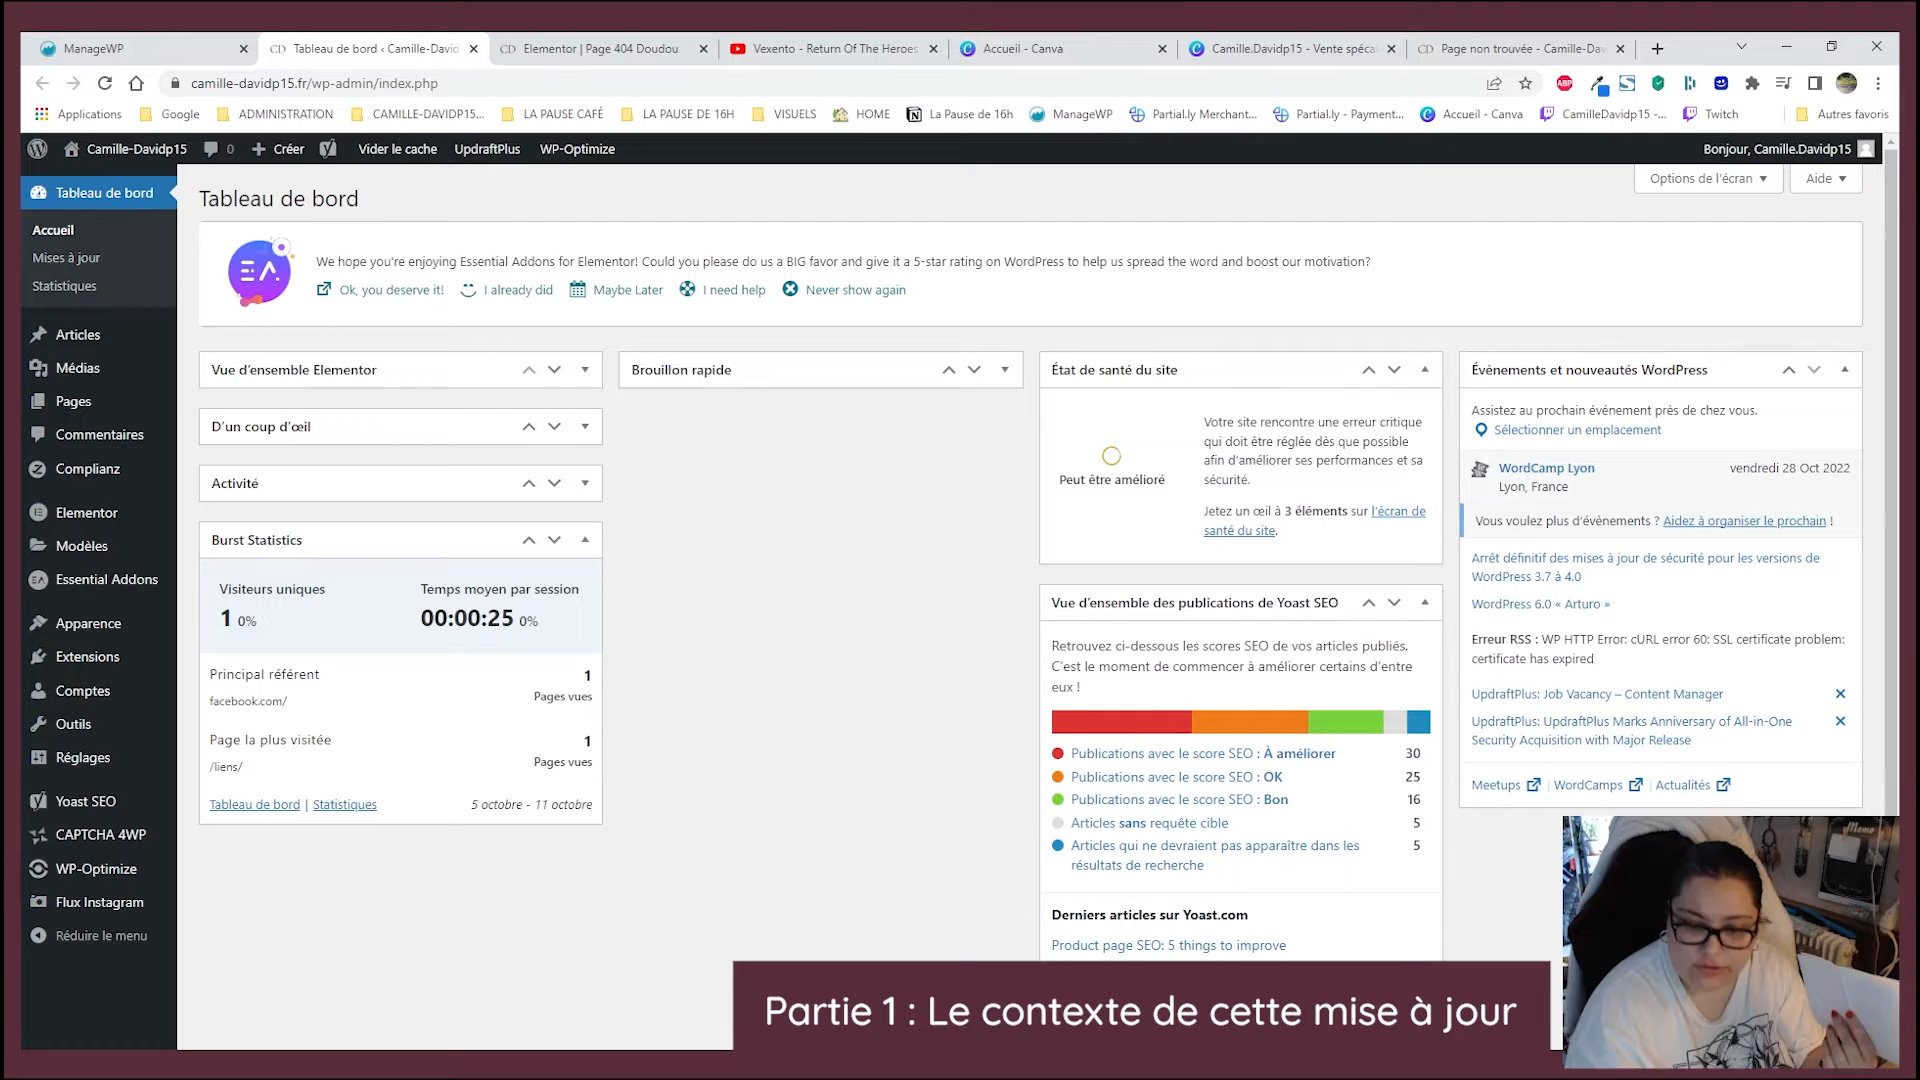 ManageWP
Tableau de bord ‹ Camille-David
Elementor | Page 404 Doudou
Vexento - Return Of The Heroes
Accueil - Canva
Camille.Davidp15 - Vente spécial
Page non trouvée - Camille-Dav
camille-davidp15.fr/wp-admin/index.php
Applications
Google
ADMINISTRATION
CAMILLE-DAVIDP15...
LA PAUSE CAFÉ
LA PAUSE DE 16H
VISUELS
HOME
La Pause de 16h
ManageWP
Partial.ly Merchant...
Partial.ly - Payment...
Accueil - Canva
CamilleDavidp15 -...
Twitch
Autres favoris
Camille-Davidp15
0
Créer
Vider le cache
UpdraftPlus
WP-Optimize
Bonjour, Camille.Davidp15
Tableau de bord
Accueil
Mises à jour
Statistiques
Articles
Médias
Pages
Commentaires
Complianz
Elementor
Modèles
Essential Addons
Apparence
Extensions
Comptes
Outils
Réglages
Yoast SEO
CAPTCHA 4WP
WP-Optimize
Flux Instagram
Réduire le menu
Tableau de bord
Options de l'écran
Aide
EA
We hope you're enjoying Essential Addons for Elementor! Could you please do us a BIG favor and give it a 5-star rating on WordPress to help us spread the word and boost our motivation?
Ok, you deserve it!
I already did
Maybe Later
I need help
Never show again
Vue d'ensemble Elementor
D'un coup d'œil
Activité
Burst Statistics
Visiteurs uniques
Temps moyen par session
1 0%
00:00:25 0%
Principal référent
1
facebook.com/
Pages vues
Page la plus visitée
1
/liens/
Pages vues
Tableau de bord | Statistiques
5 octobre - 11 octobre
Brouillon rapide
État de santé du site
Peut être amélioré
Votre site rencontre une erreur critique
qui doit être réglée dès que possible
afin d'améliorer ses performances et sa
sécurité.
Jetez un œil à 3 éléments sur l'écran de
santé du site.
Vue d'ensemble des publications de Yoast SEO
Retrouvez ci-dessous les scores SEO de vos articles publiés.
C'est le moment de commencer à améliorer certains d'entre
eux !
Publications avec le score SEO : À améliorer 30
Publications avec le score SEO : OK 25
Publications avec le score SEO : Bon 16
Articles sans requête cible 5
Articles qui ne devraient pas apparaître dans les 5
résultats de recherche
Derniers articles sur Yoast.com
Product page SEO: 5 things to improve
Évènements et nouveautés WordPress
Assistez au prochain événement près de chez vous.
Sélectionner un emplacement
WordCamp Lyon
vendredi 28 Oct 2022
Lyon, France
Vous voulez plus d'évènements ? Aidez à organiser le prochain !
Arrêt définitif des mises à jour de sécurité pour les versions de
WordPress 3.7 à 4.0
WordPress 6.0 « Arturo »
Erreur RSS : WP HTTP Error: cURL error 60: SSL certificate problem:
certificate has expired
UpdraftPlus: Job Vacancy – Content Manager
UpdraftPlus: UpdraftPlus Marks Anniversary of All-in-One
Security Acquisition with Major Release
Meetups | WordCamps | Actualités
Memo
Partie 1 : Le contexte de cette mise à jour